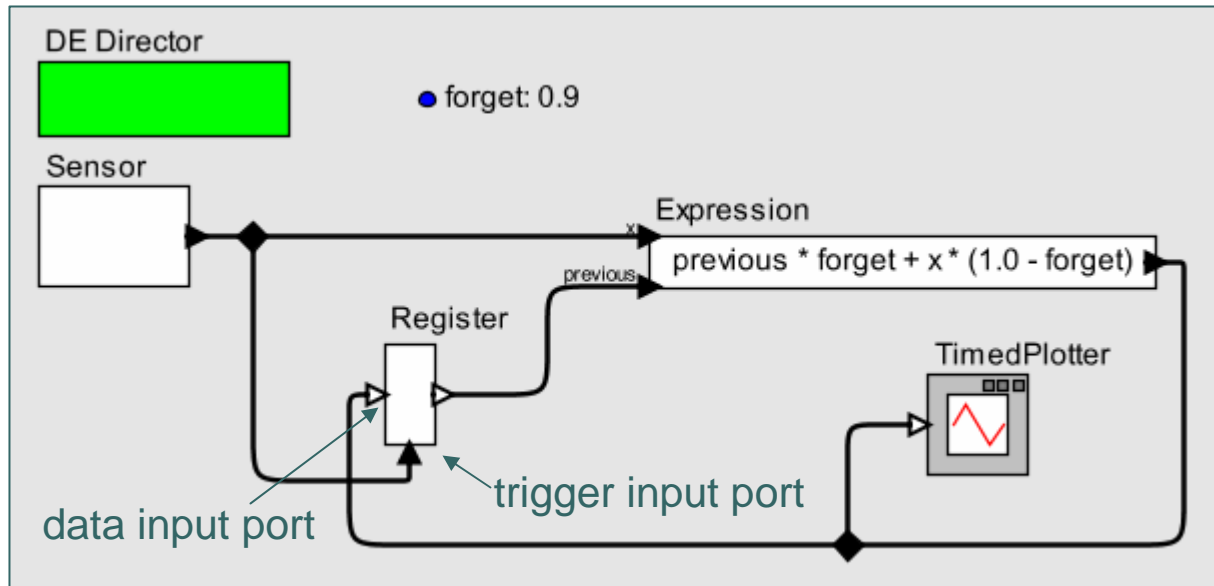 DE Director
forget: 0.9
Sensor
Expression
x
previous * forget + x * (1.0 - forget)
previous
Register
TimedPlotter
trigger input port
data input port